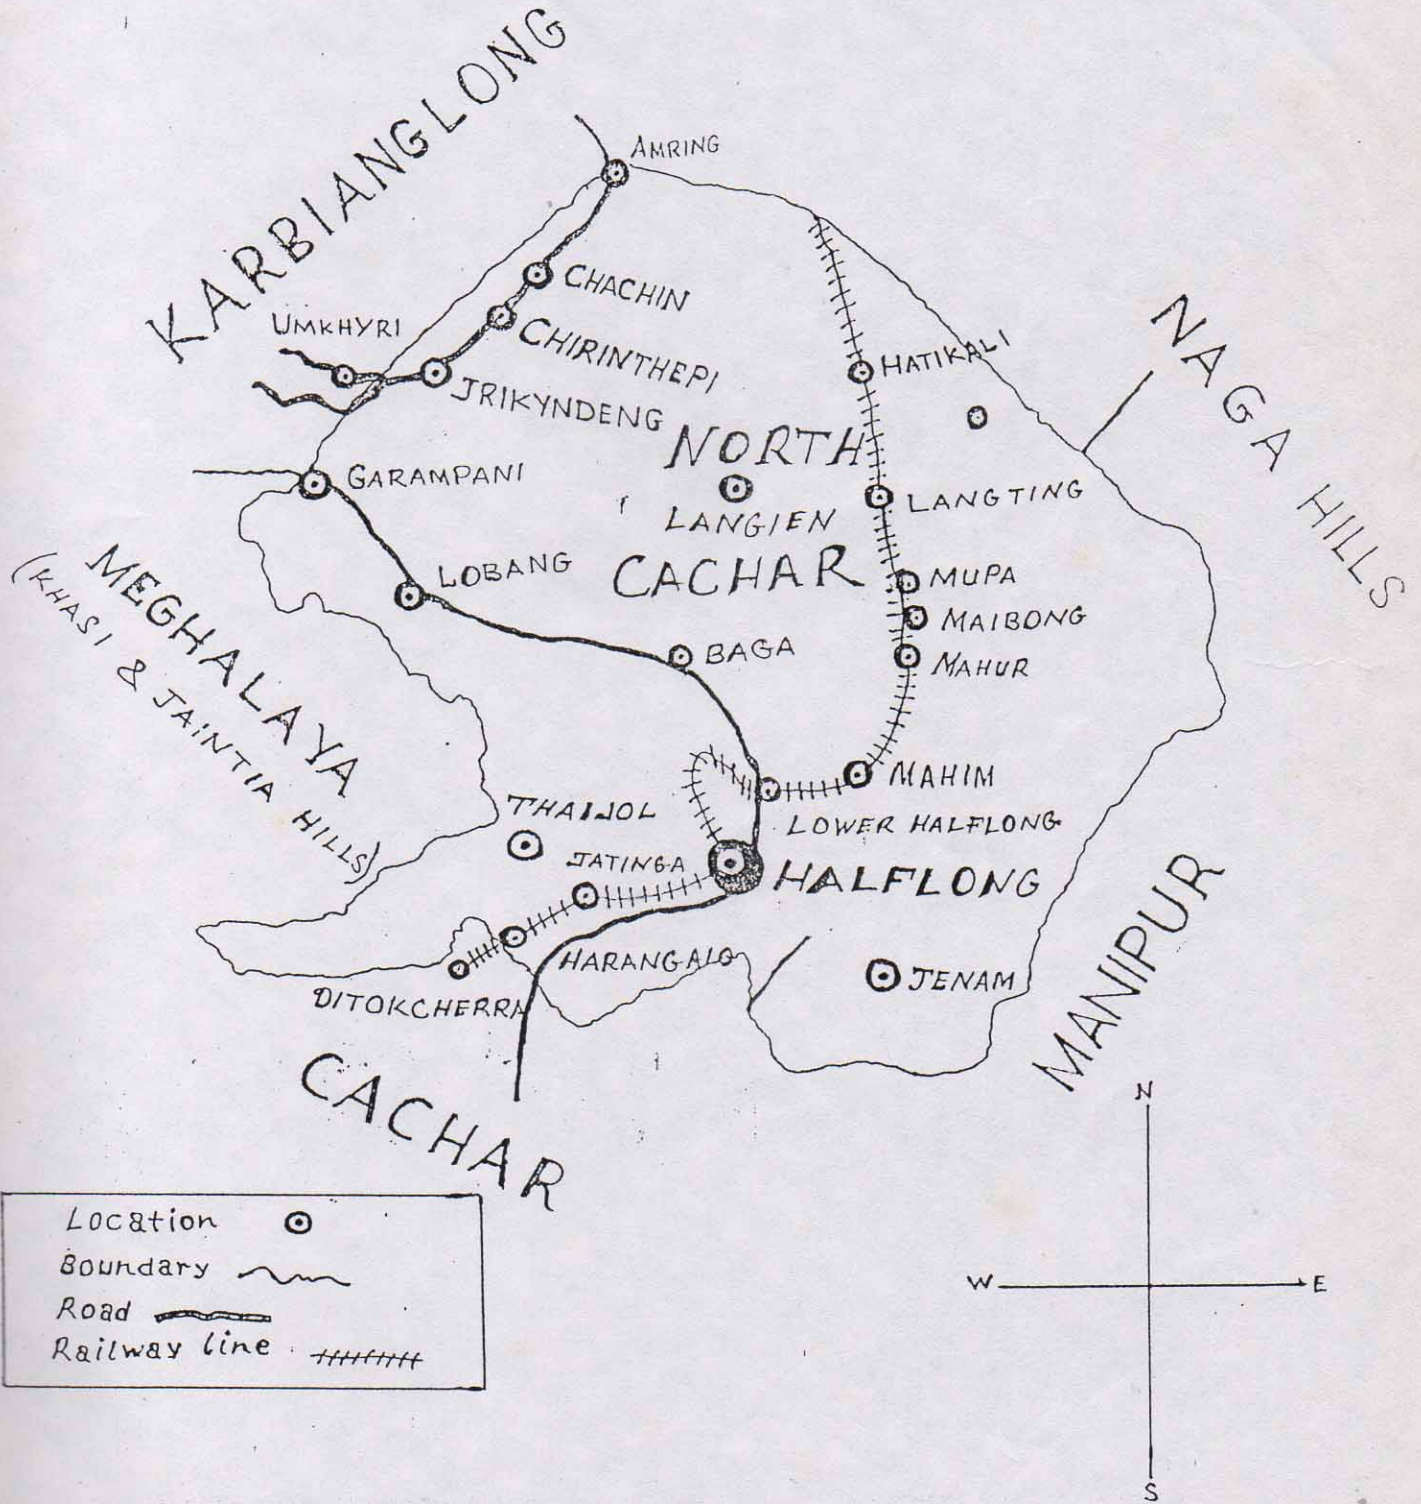 KARBIANGLONG
AMRING
CHACHIN
UMKHYRI
CHIRINTHEPI
JRIKYNDENG
HATIKALI
NAGA HILLS
NORTH
GARAMPANI
LANGIEN
LANGTING
LOBANG
CACHAR
MUPA
MAIBONG
MEGHALAYA
(KHASI & JAINTIA HILLS)
BAGA
MAHUR
MAHIM
THAIJOL
LOWER HALFLONG
JATINGA
HALFLONG
HARANGAJO
JENAM
DITOKCHERRA
MANIPUR
CACHAR
N
W E
S
Location
Boundary
Road
Railway line